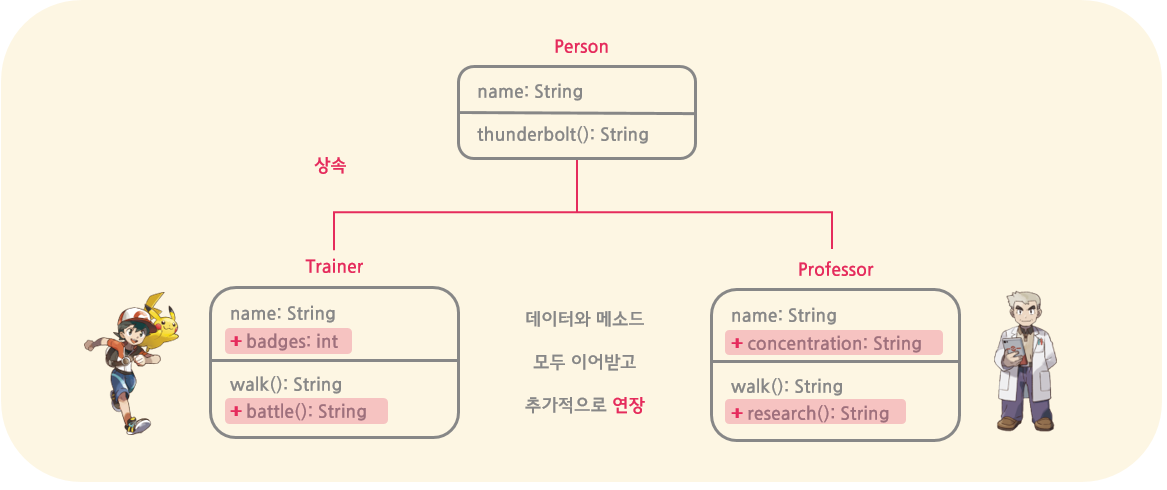 Person
name: String
thunderbolt(): String
상속
Trainer
name: String
+ badges: int
walk(): String
+ battle(): String
데이터와 메소드
모두 이어받고
추가적으로 연장
Professor
name: String
+ concentration: String
walk(): String
+ research(): String